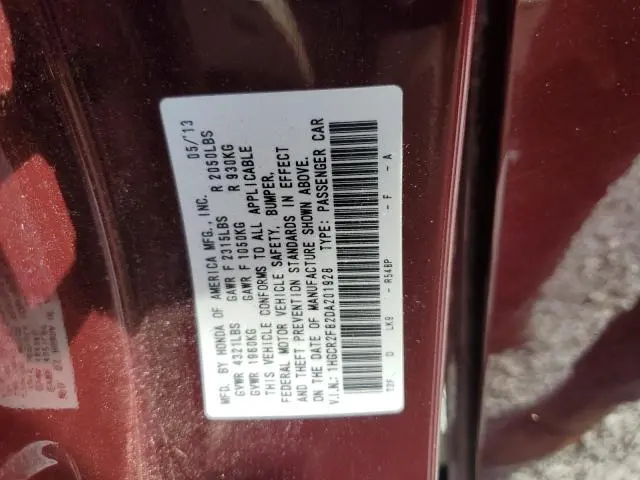 MFD. BY HONDA OF AMERICA MFG., INC. 05/'13
GVWR 4321LBS GAWR F 2315LBS R 2050LBS
GVWR 1960KG GAWR F 1050KG R 930KG
THIS VEHICLE CONFORMS TO ALL APPLICABLE
FEDERAL MOTOR VEHICLE SAFETY, BUMPER,
AND THEFT PREVENTION STANDARDS IN EFFECT
ON THE DATE OF MANUFACTURE SHOWN ABOVE.
V.I.N.: 1HGCR2F82DA201928 TYPE: PASSENGER CAR
T2F D LK9 - R548P - F - A